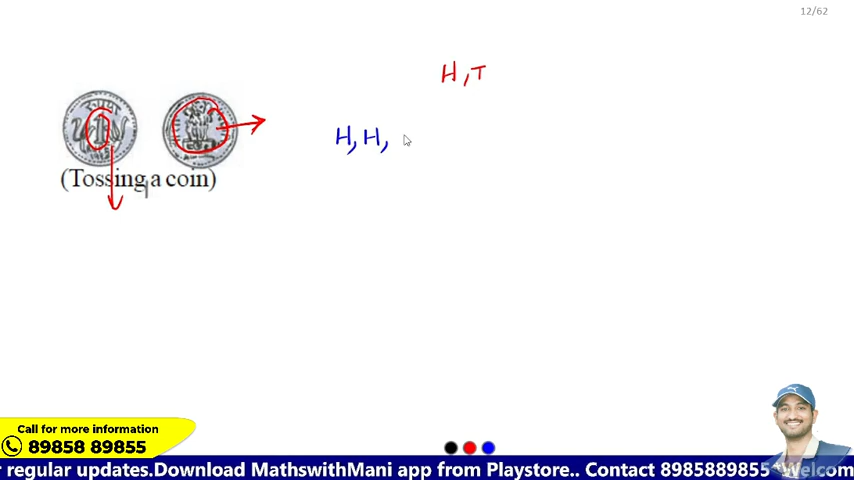 12/62
H, T
H, H,
(Tossing a coin)
Call for more information
89858 89855
r regular updates.Download MathswithMani app from Playstore.. Contact 8985889855*Welcom